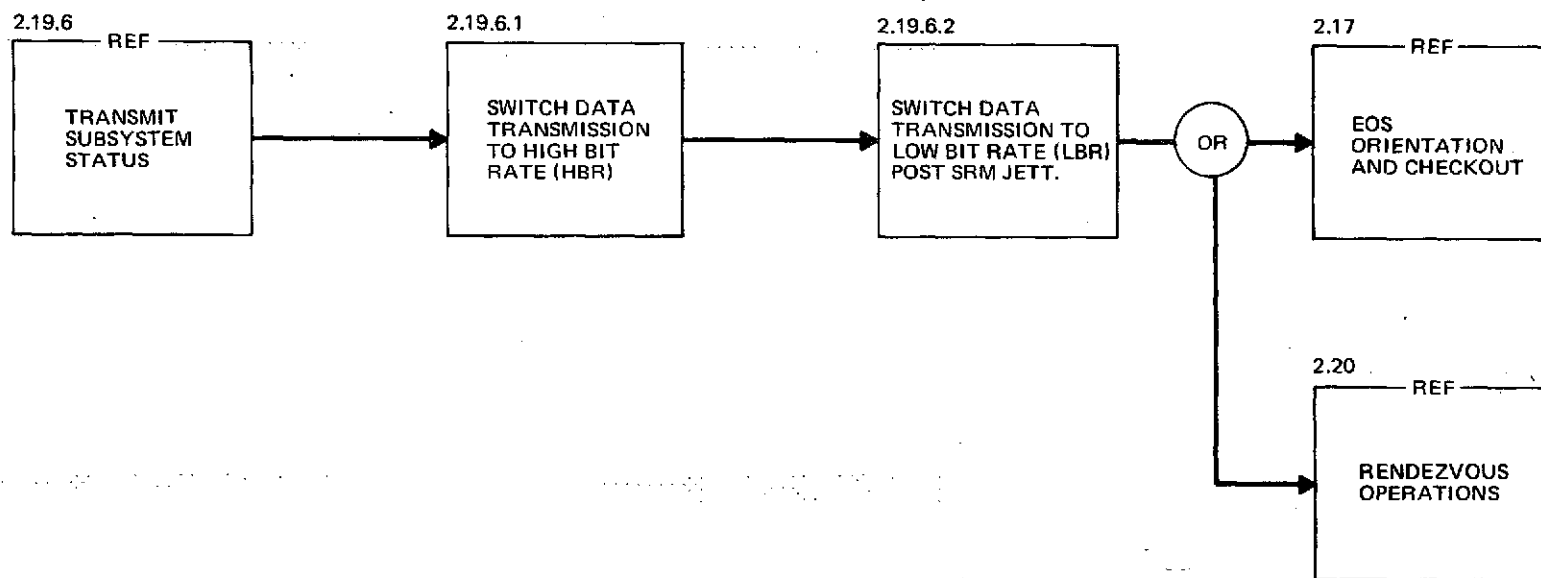 2.19.6
REF
TRANSMIT
SUBSYSTEM
STATUS
2.19.6.1
SWITCH DATA
TRANSMISSION
TO HIGH BIT
RATE (HBR)
2.19.6.2
SWITCH DATA
TRANSMISSION TO
LOW BIT RATE (LBR)
POST SRM JETT.
OR
2.17
REF
EOS
ORIENTATION
AND CHECKOUT
2.20
REF
RENDEZVOUS
OPERATIONS